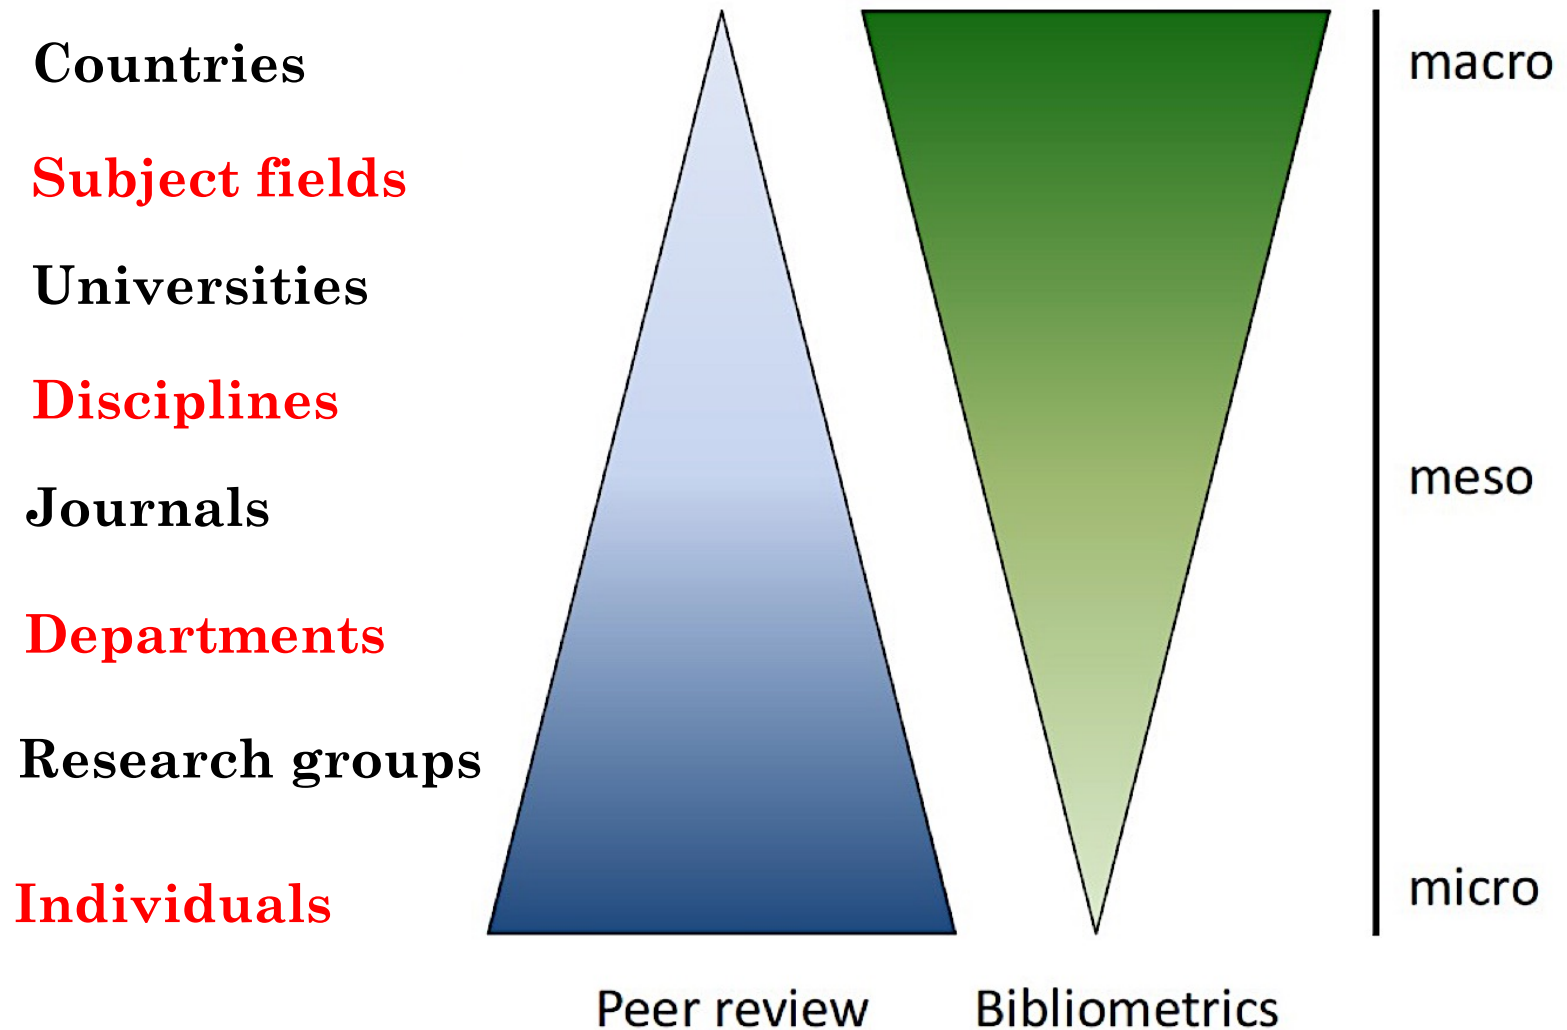 Countries
macro
Subject fields
Universities
Disciplines
meso
Journals
Departments
Research groups
micro
Individuals
Peer review
Bibliometrics